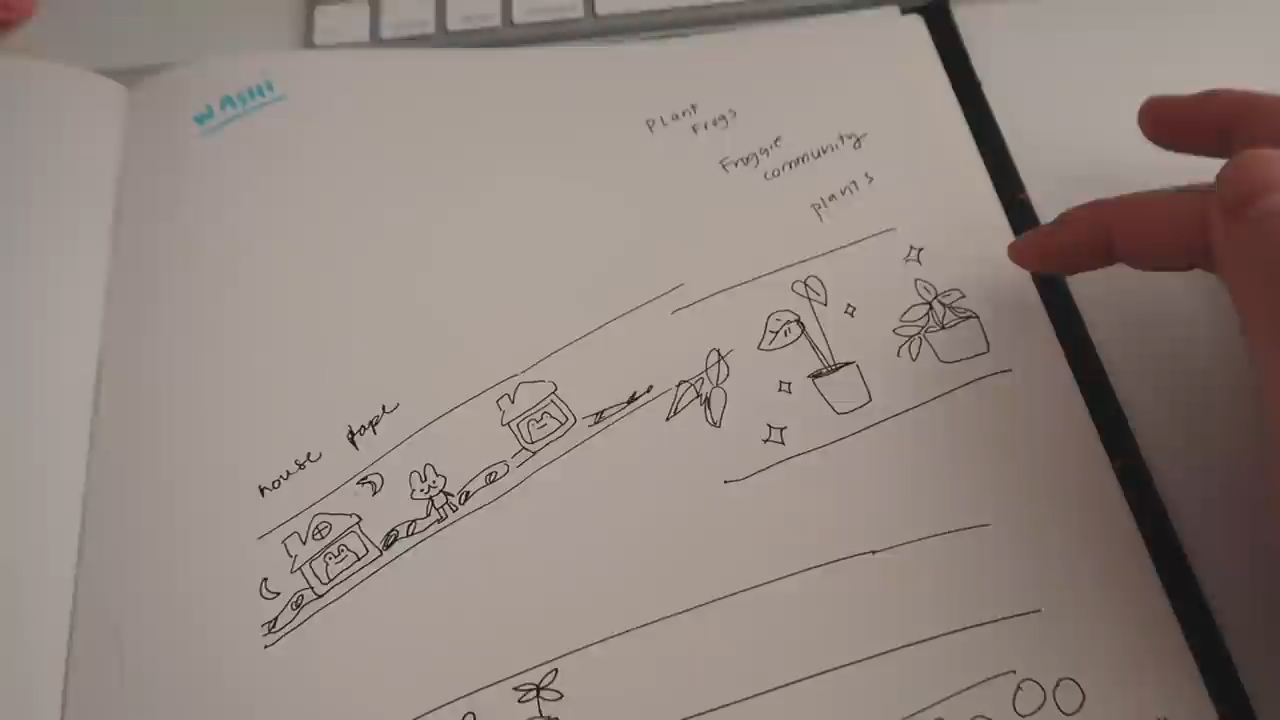 WASHI
Plant
Frogs
Froggie
community
plants
house tape